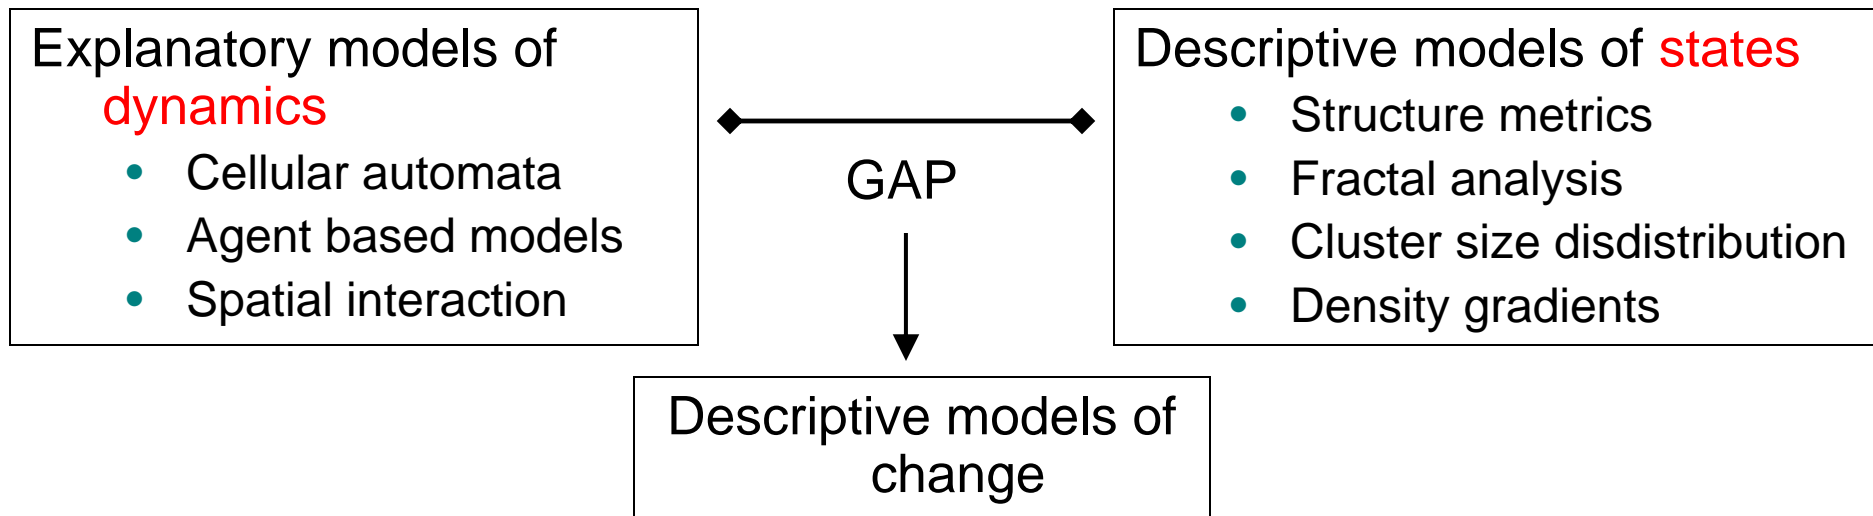 Explanatory models of
dynamics
• Cellular automata
• Agent based models
• Spatial interaction
GAP
Descriptive models of states
• Structure metrics
• Fractal analysis
• Cluster size disdistribution
• Density gradients
Descriptive models of
change